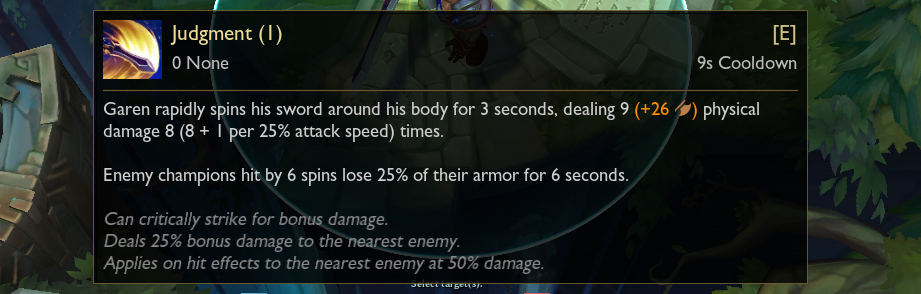 Judgment (1)
[E]
0 None
9s Cooldown
Garen rapidly spins his sword around his body for 3 seconds, dealing 9 (+26 ) physical
damage 8 (8 + 1 per 25% attack speed) times.
Enemy champions hit by 6 spins lose 25% of their armor for 6 seconds.
Can critically strike for bonus damage.
Deals 25% bonus damage to the nearest enemy.
Applies on hit effects to the nearest enemy at 50% damage.
Select target(s).